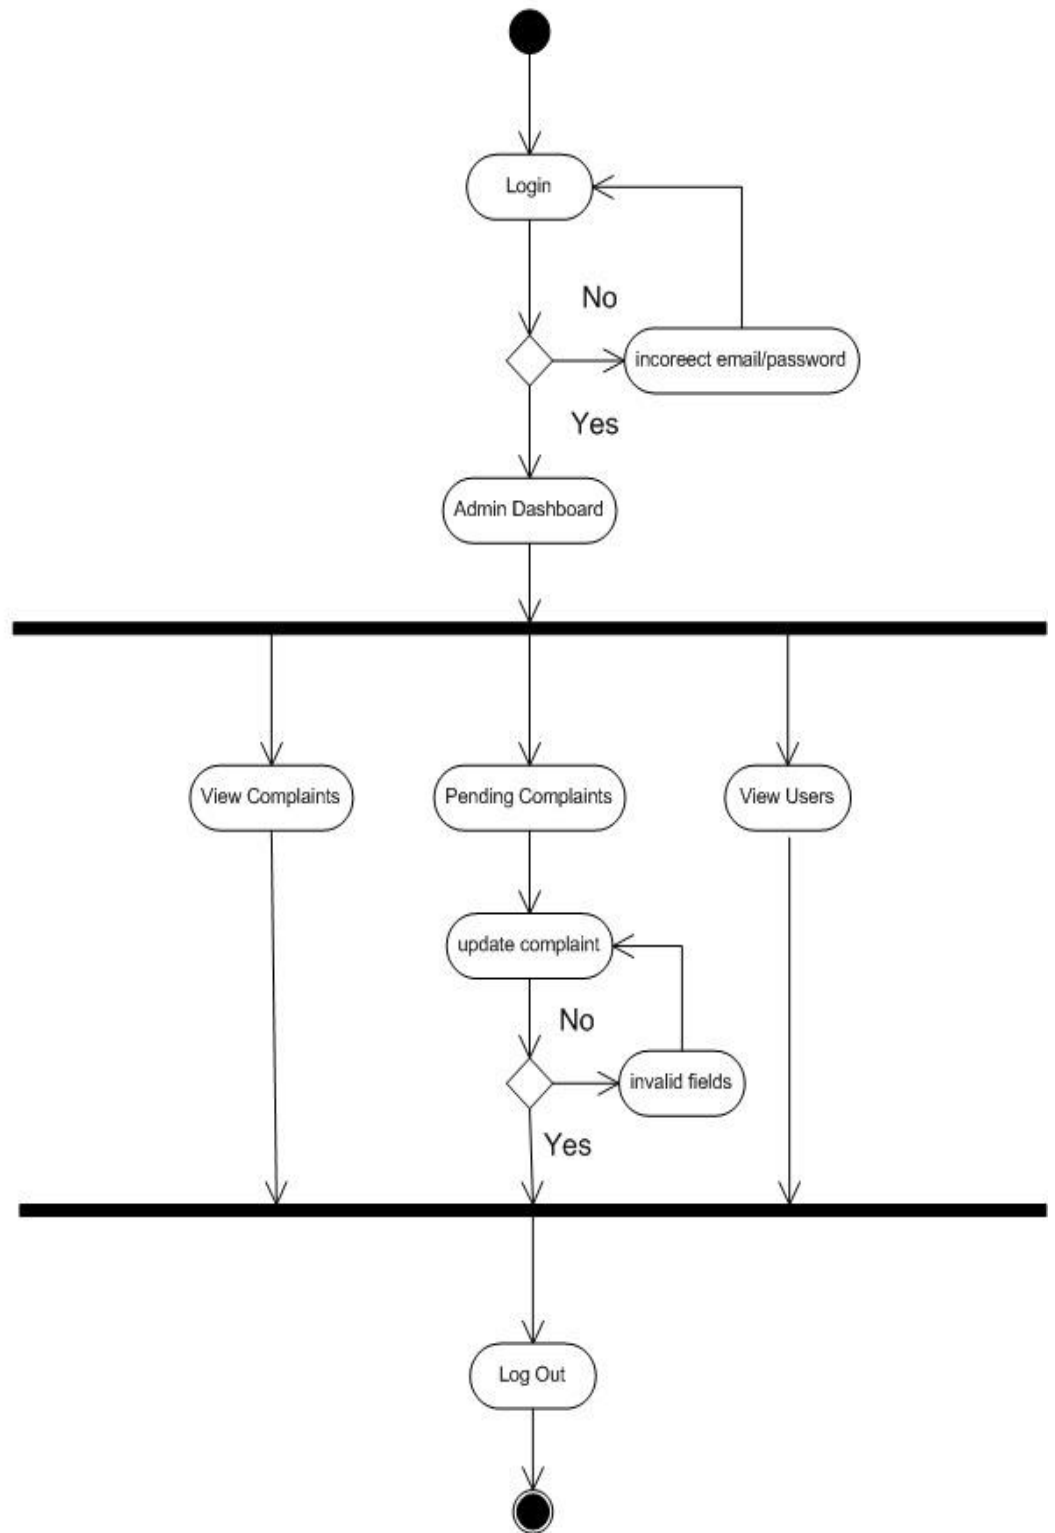 Login
No
incoreect email/password
Yes
Admin Dashboard
View Complaints
Pending Complaints
View Users
update complaint
No
invalid fields
Yes
Log Out